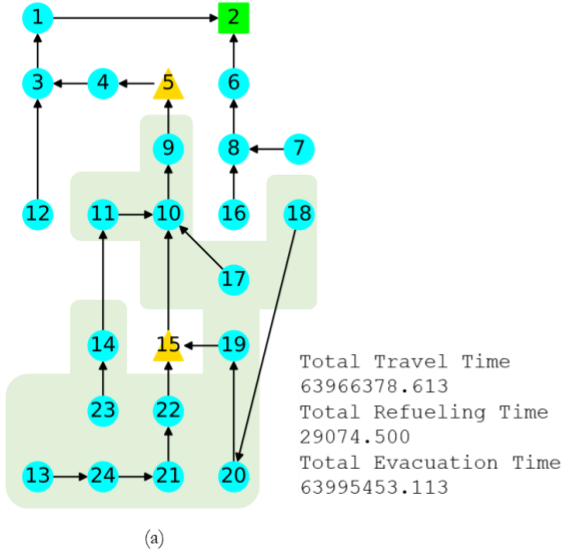 1 2
3 4 5 6
9 8 7
12 11 10 16 18
17
14 15 19
23 22
13 24 21 20
Total Travel Time
63966378.613
Total Refueling Time
29074.500
Total Evacuation Time
63995453.113
(a)